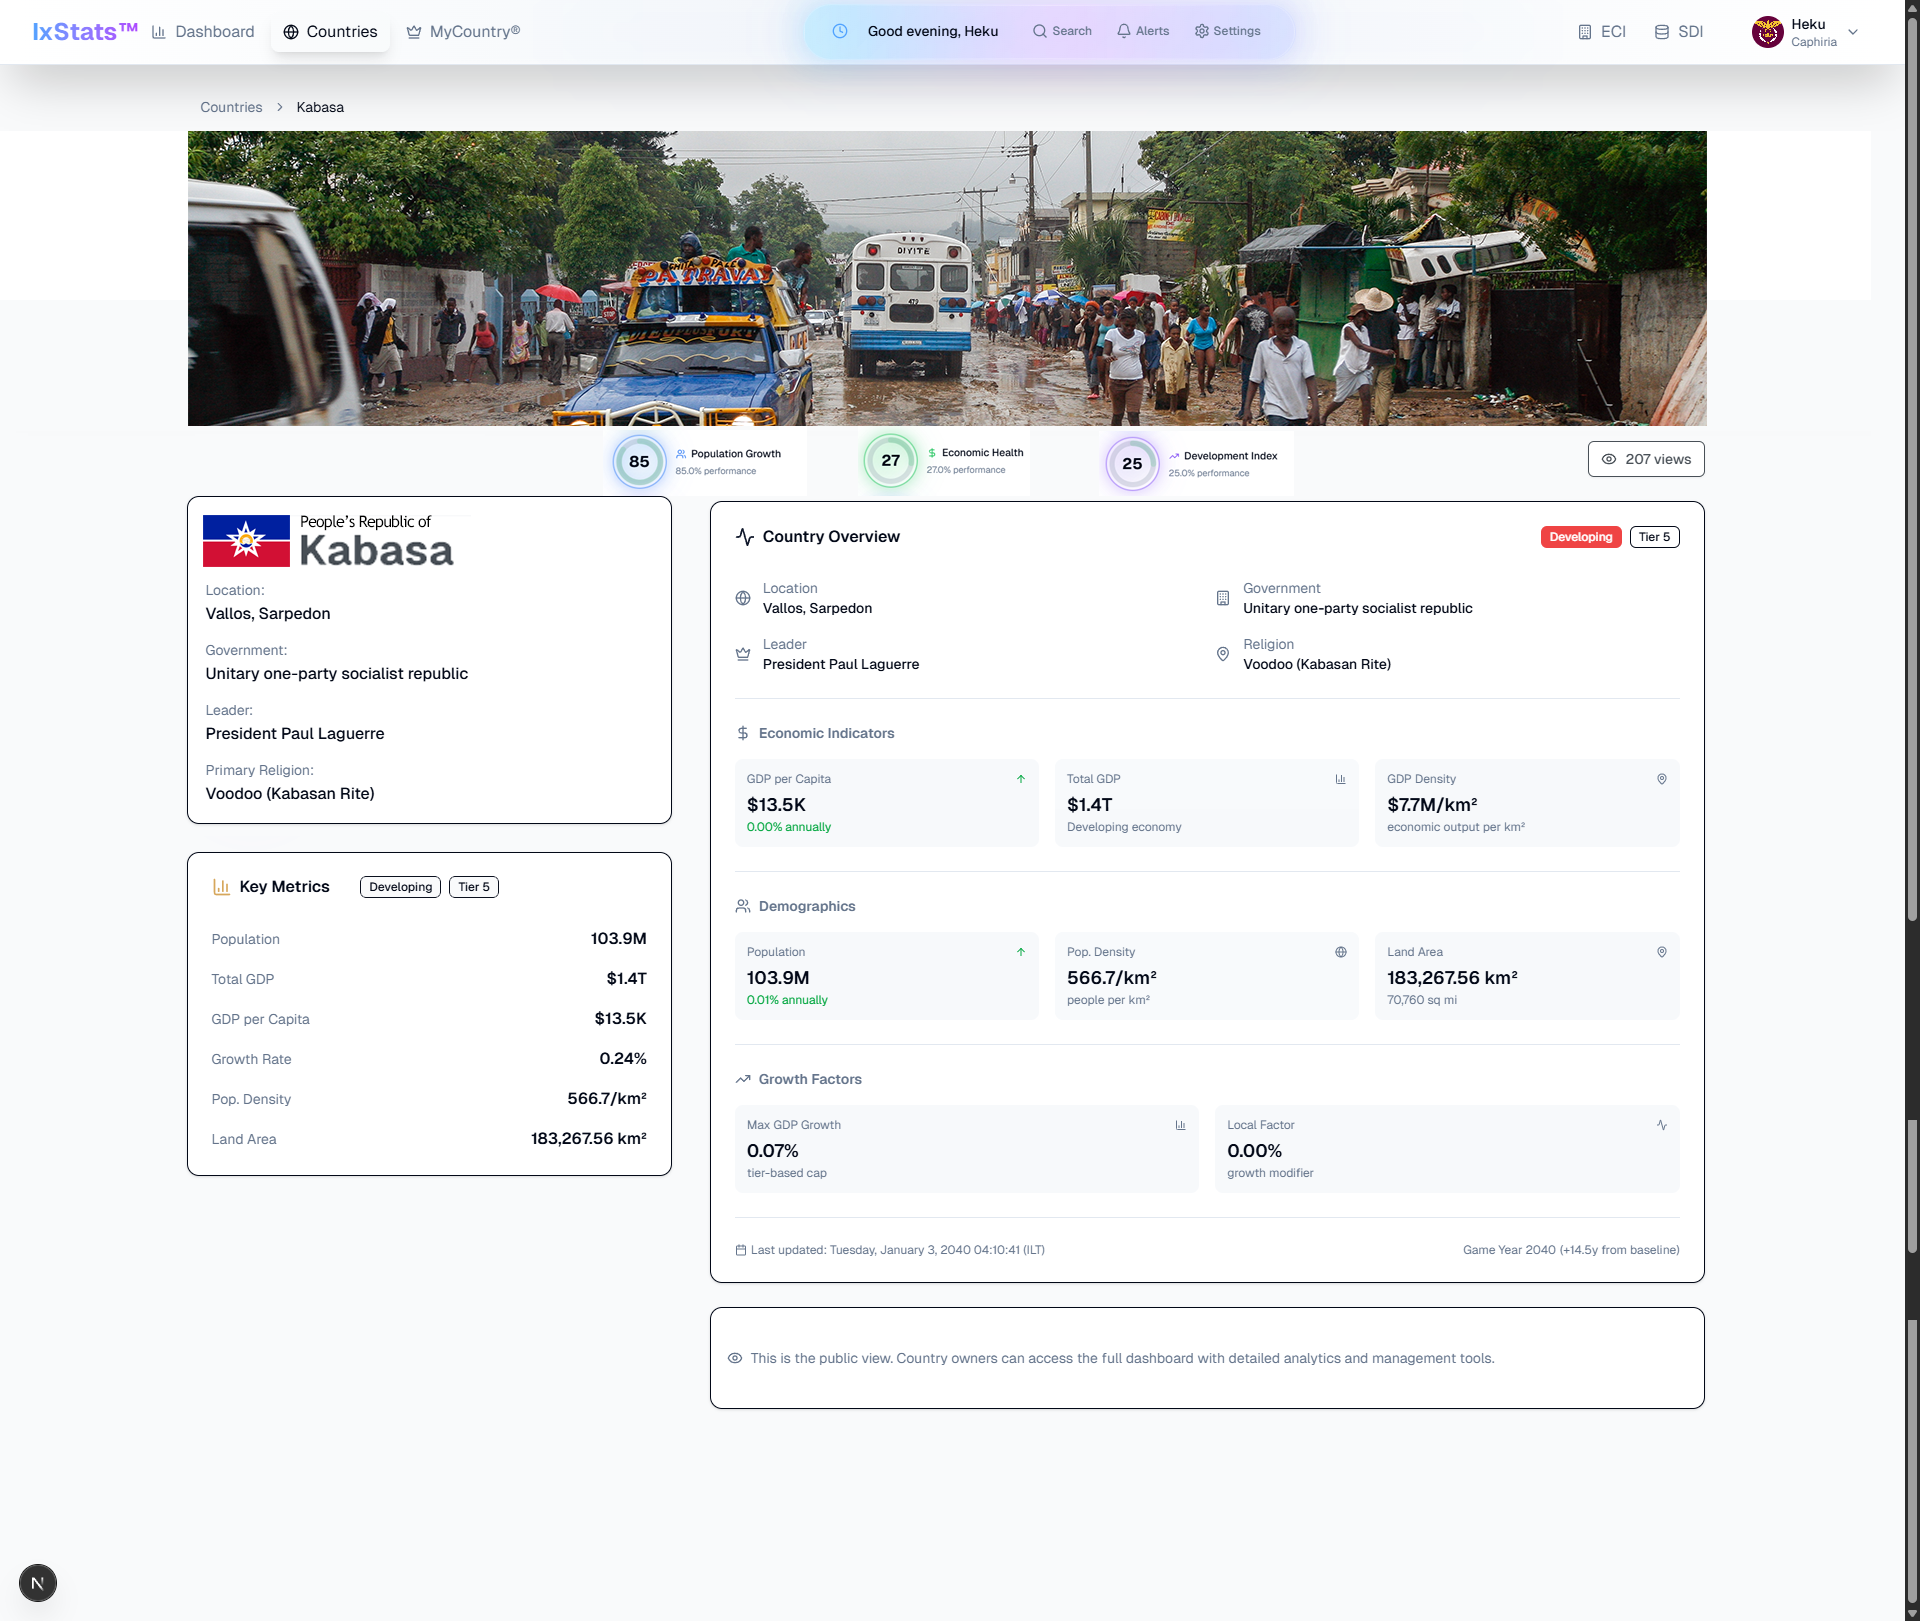 IxStats™
Dashboard
Countries
MyCountry®
Good evening, Heku
Search
Alerts
Settings
ECI
SDI
Heku
Caphiria
Countries > Kabasa
DIYITE
479
STOP
85
Population Growth
85.0% performance
27
Economic Health
27.0% performance
25
Development Index
25.0% performance
207 views
People's Republic of
Kabasa
Location:
Vallos, Sarpedon
Government:
Unitary one-party socialist republic
Leader:
President Paul Laguerre
Primary Religion:
Voodoo (Kabasan Rite)
Key Metrics
Developing
Tier 5
Population 103.9M
Total GDP $1.4T
GDP per Capita $13.5K
Growth Rate 0.24%
Pop. Density 566.7/km²
Land Area 183,267.56 km²
Country Overview
Developing
Tier 5
Location
Vallos, Sarpedon
Government
Unitary one-party socialist republic
Leader
President Paul Laguerre
Religion
Voodoo (Kabasan Rite)
Economic Indicators
GDP per Capita
$13.5K
0.00% annually
Total GDP
$1.4T
Developing economy
GDP Density
$7.7M/km²
economic output per km²
Demographics
Population
103.9M
0.01% annually
Pop. Density
566.7/km²
people per km²
Land Area
183,267.56 km²
70,760 sq mi
Growth Factors
Max GDP Growth
0.07%
tier-based cap
Local Factor
0.00%
growth modifier
Last updated: Tuesday, January 3, 2040 04:10:41 (ILT)
Game Year 2040 (+14.5y from baseline)
This is the public view. Country owners can access the full dashboard with detailed analytics and management tools.
N